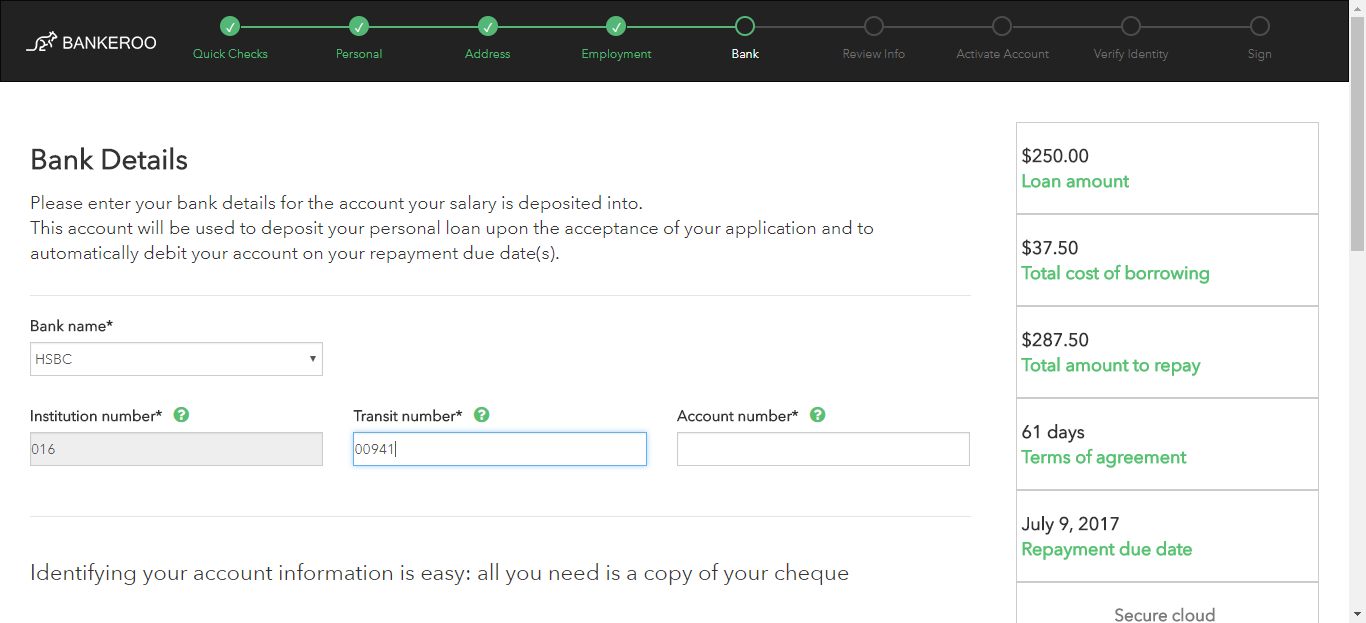 BANKEROO
Quick Checks
Personal
Address
Employment
Bank
Review Info
Activate Account
Verify Identity
Sign
Bank Details
Please enter your bank details for the account your salary is deposited into.
This account will be used to deposit your personal loan upon the acceptance of your application and to
automatically debit your account on your repayment due date(s).
Bank name*
HSBC
Institution number* ?
016
Transit number* ?
00941
Account number* ?
Identifying your account information is easy: all you need is a copy of your cheque
$250.00
Loan amount
$37.50
Total cost of borrowing
$287.50
Total amount to repay
61 days
Terms of agreement
July 9, 2017
Repayment due date
Secure cloud